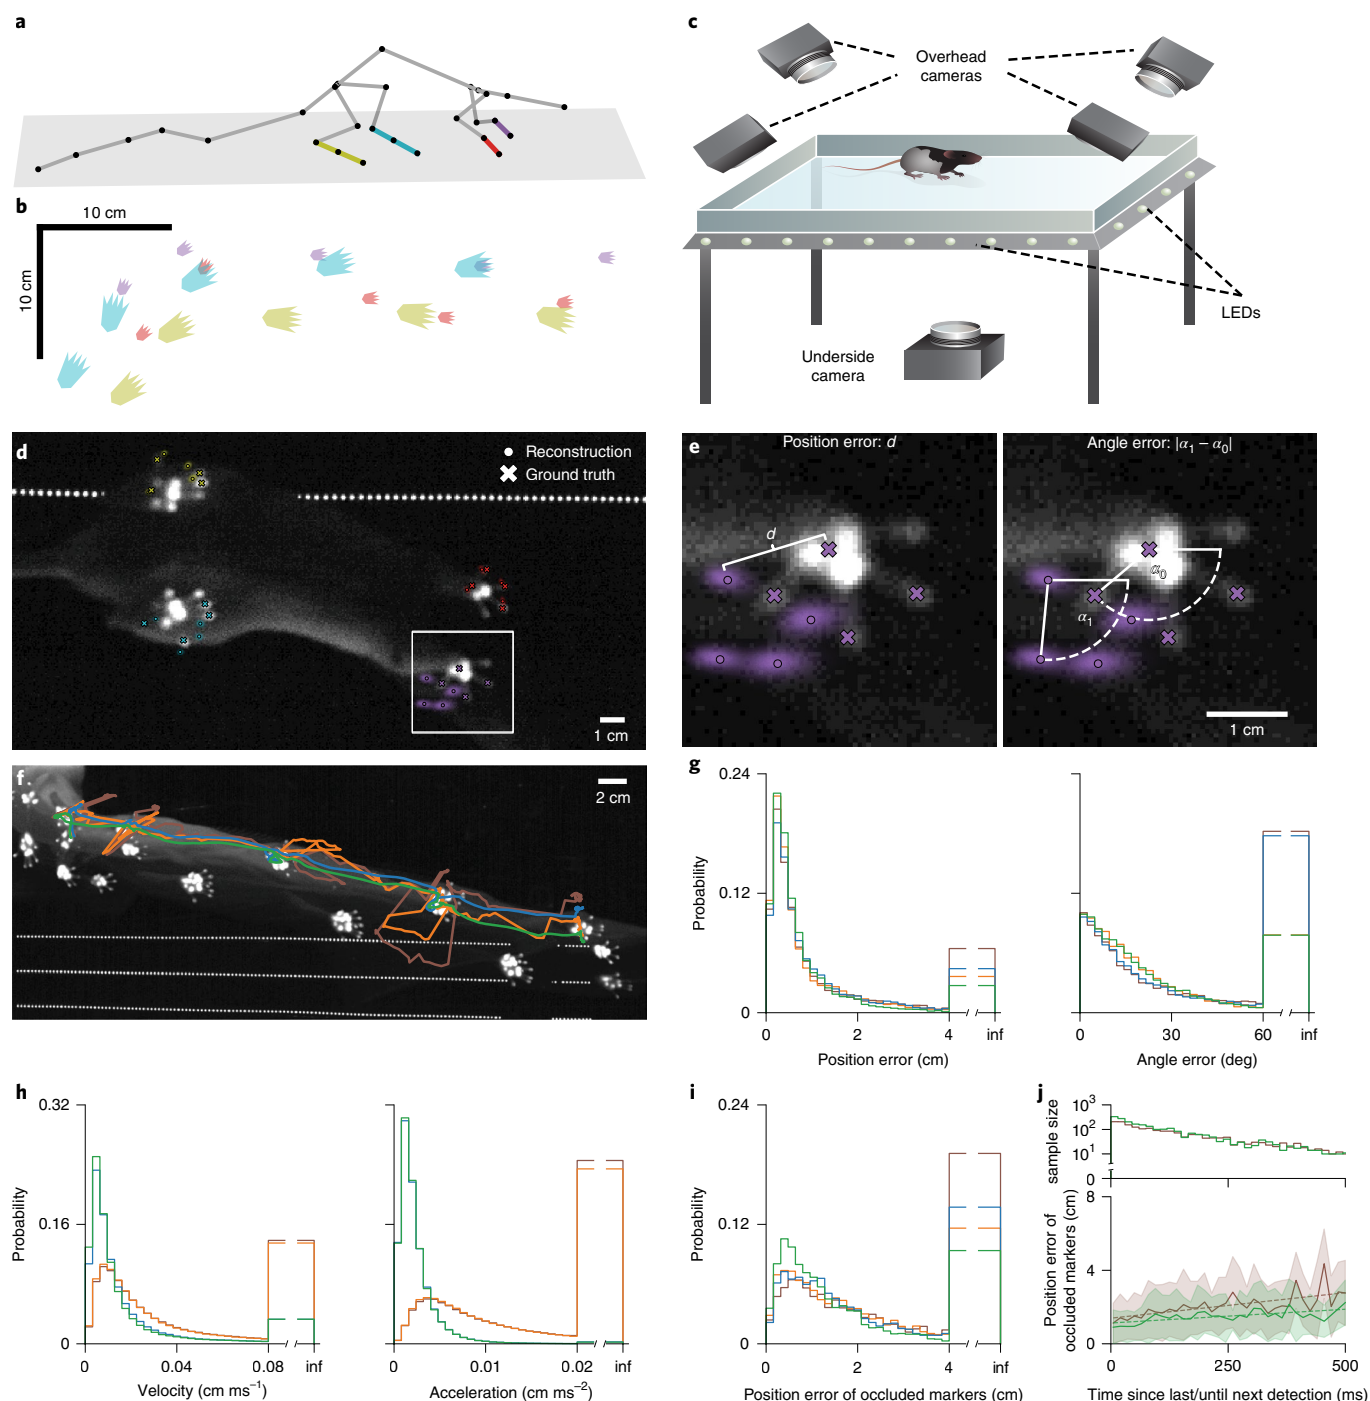 a
b
10 cm
10 cm
c
Overhead
cameras
LEDs
Underside
camera
d
Reconstruction
Ground truth
1 cm
e
Position error: d
d
Angle error: |α1 – α0|
α0
α1
1 cm
f
2 cm
g
0.24
0.12
0
Probability
0
2
4
inf
Position error (cm)
0
30
60
inf
Angle error (deg)
h
0.32
0.16
0
Probability
0
0.04
0.08
inf
Velocity (cm ms⁻¹)
0
0.01
0.02
inf
Acceleration (cm ms⁻²)
i
0.24
0.12
0
Probability
0
2
4
inf
Position error of occluded markers (cm)
j
sample size
10³
10²
10¹
0
Position error of
occluded markers (cm)
8
4
0
0
250
500
Time since last/until next detection (ms)